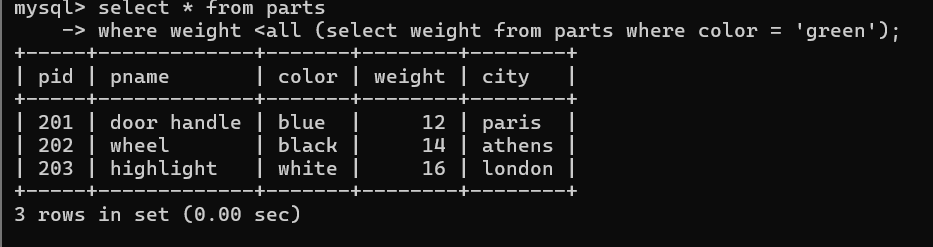 mysql> select * from parts
    -> where weight <all (select weight from parts where color = 'green');
+-----+-------------+-------+--------+--------+
| pid | pname       | color | weight | city   |
+-----+-------------+-------+--------+--------+
| 201 | door handle | blue  |     12 | paris  |
| 202 | wheel       | black |     14 | athens |
| 203 | highlight   | white |     16 | london |
+-----+-------------+-------+--------+--------+
3 rows in set (0.00 sec)